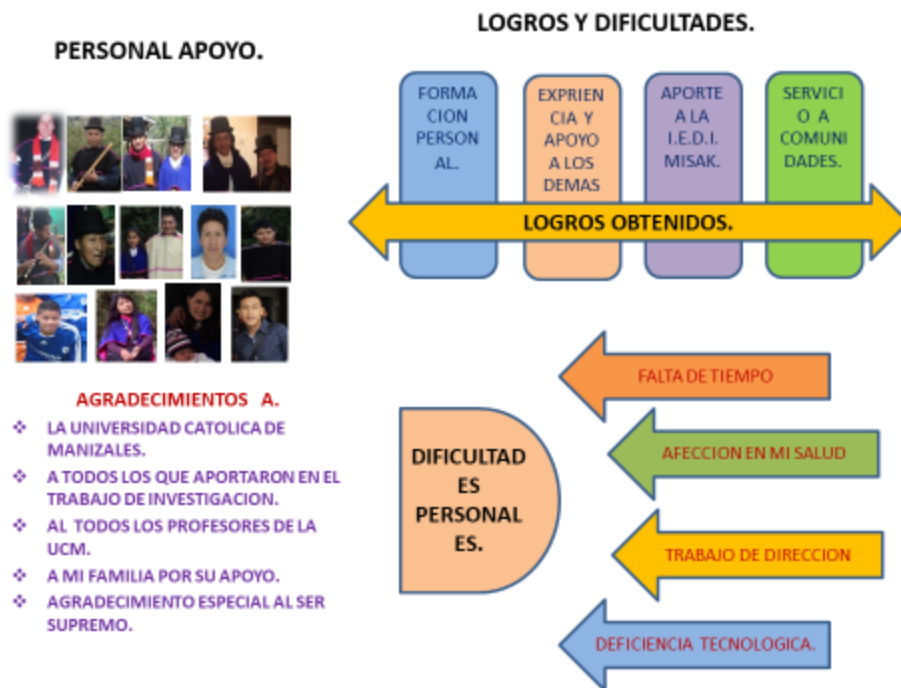 PERSONAL APOYO.
AGRADECIMIENTOS A.
LA UNIVERSIDAD CATOLICA DE
MANIZALES.
A TODOS LOS QUE APORTARON EN EL
TRABAJO DE INVESTIGACION.
AL TODOS LOS PROFESORES DE LA
UCM.
A MI FAMILIA POR SU APOYO.
AGRADECIMIENTO ESPECIAL AL SER
SUPREMO.
LOGROS Y DIFICULTADES.
FORMA
CION
PERSON
AL.
EXPRIEN
CIA Y
APOYO
A LOS
DEMAS
APORTE
A LA
I.E.D.I.
MISAK.
SERVICI
O A
COMUNI
DADES.
LOGROS OBTENIDOS.
DIFICULTAD
ES
PERSONAL
ES.
FALTA DE TIEMPO
AFECCION EN MI SALUD
TRABAJO DE DIRECCION
DEFICIENCIA TECNOLOGICA.